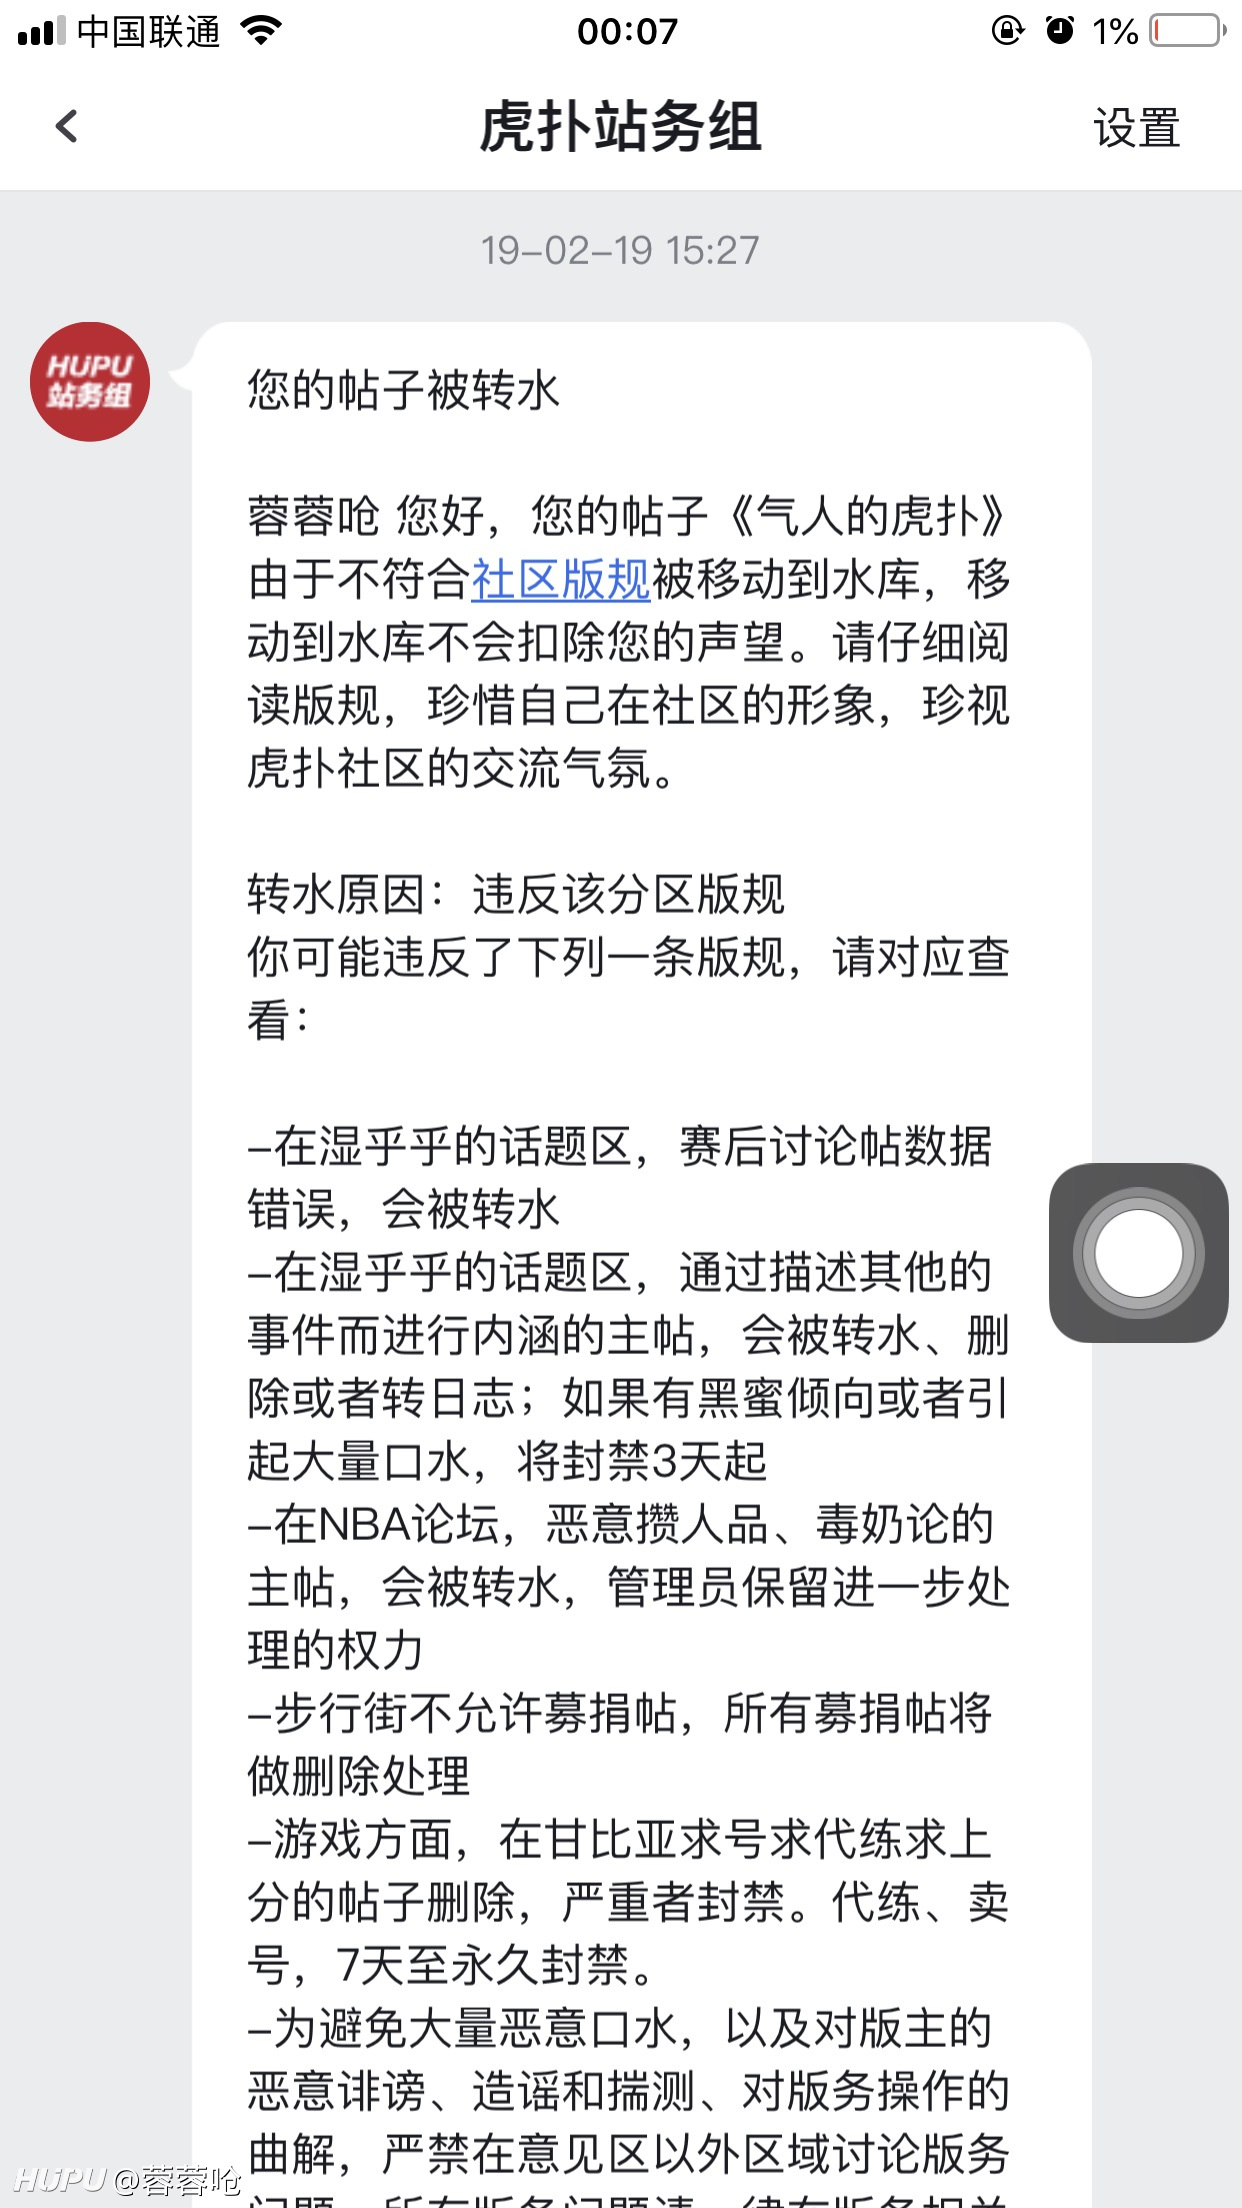 中国联通
00:07
1%
虎扑站务组
设置
19-02-19 15:27
HUPU
站务组
您的帖子被转水
蓉蓉呛 您好，您的帖子《气人的虎扑》
由于不符合社区版规被移动到水库，移
动到水库不会扣除您的声望。请仔细阅
读版规，珍惜自己在社区的形象，珍视
虎扑社区的交流气氛。
转水原因：违反该分区版规
你可能违反了下列一条版规，请对应查
看：
-在湿乎乎的话题区，赛后讨论帖数据
错误，会被转水
-在湿乎乎的话题区，通过描述其他的
事件而进行内涵的主帖，会被转水、删
除或者转日志；如果有黑蜜倾向或者引
起大量口水，将封禁3天起
-在NBA论坛，恶意攒人品、毒奶论的
主帖，会被转水，管理员保留进一步处
理的权力
-步行街不允许募捐帖，所有募捐帖将
做删除处理
-游戏方面，在甘比亚求号求代练求上
分的帖子删除，严重者封禁。代练、卖
号，7天至永久封禁。
-为避免大量恶意口水，以及对版主的
恶意诽谤、造谣和揣测、对版务操作的
曲解，严禁在意见区以外区域讨论版务
HUPU @蓉蓉呛